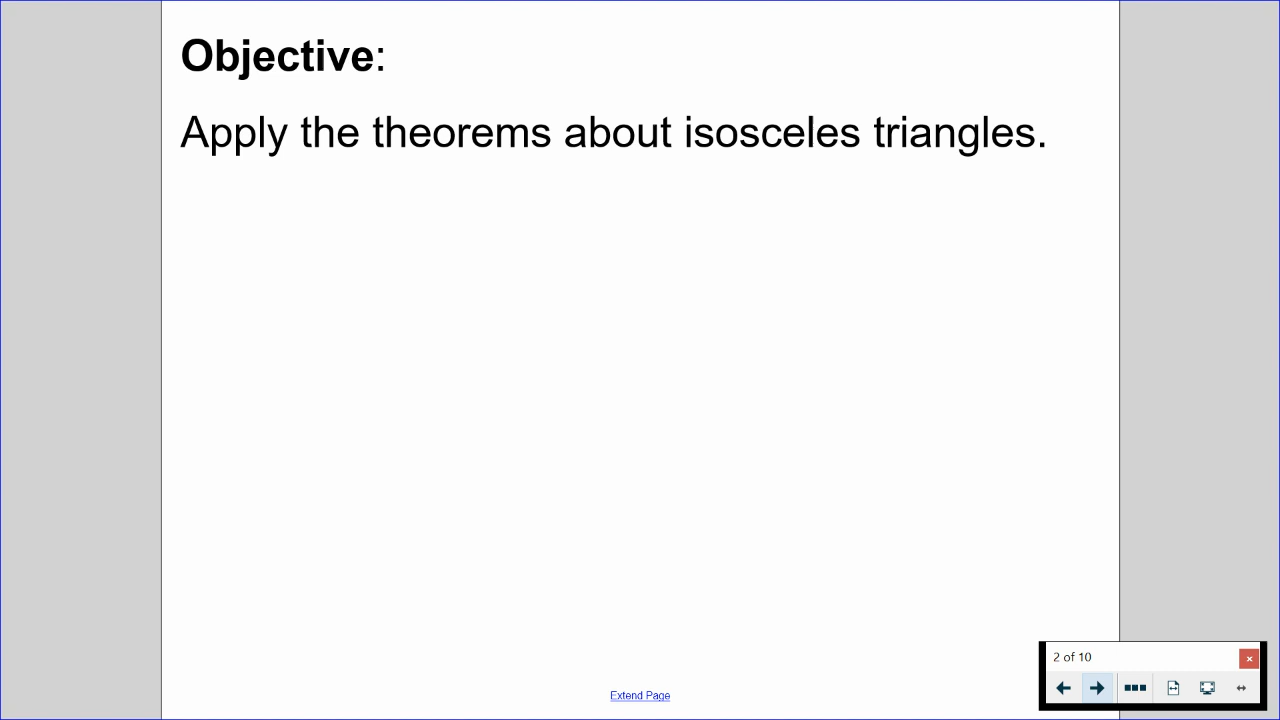 Objective:
Apply the theorems about isosceles triangles.
2 of 10
Extend Page